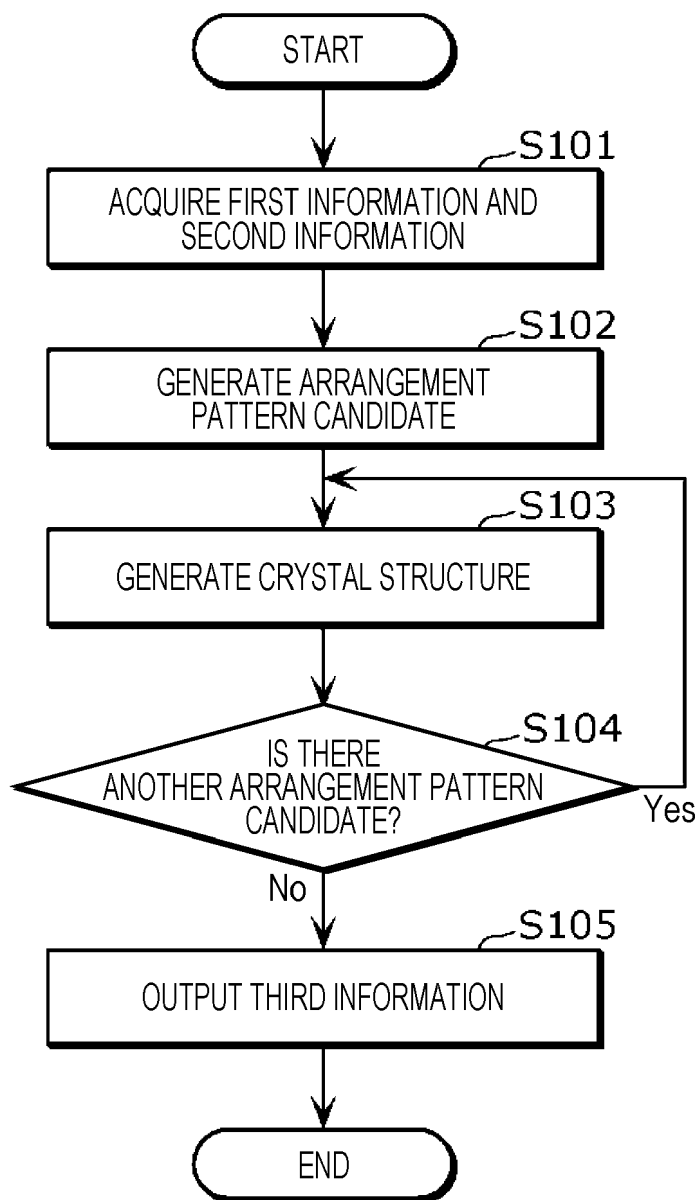 START
S101
ACQUIRE FIRST INFORMATION AND
SECOND INFORMATION
S102
GENERATE ARRANGEMENT
PATTERN CANDIDATE
S103
GENERATE CRYSTAL STRUCTURE
S104
IS THERE
ANOTHER ARRANGEMENT PATTERN
CANDIDATE?
Yes
No
S105
OUTPUT THIRD INFORMATION
END